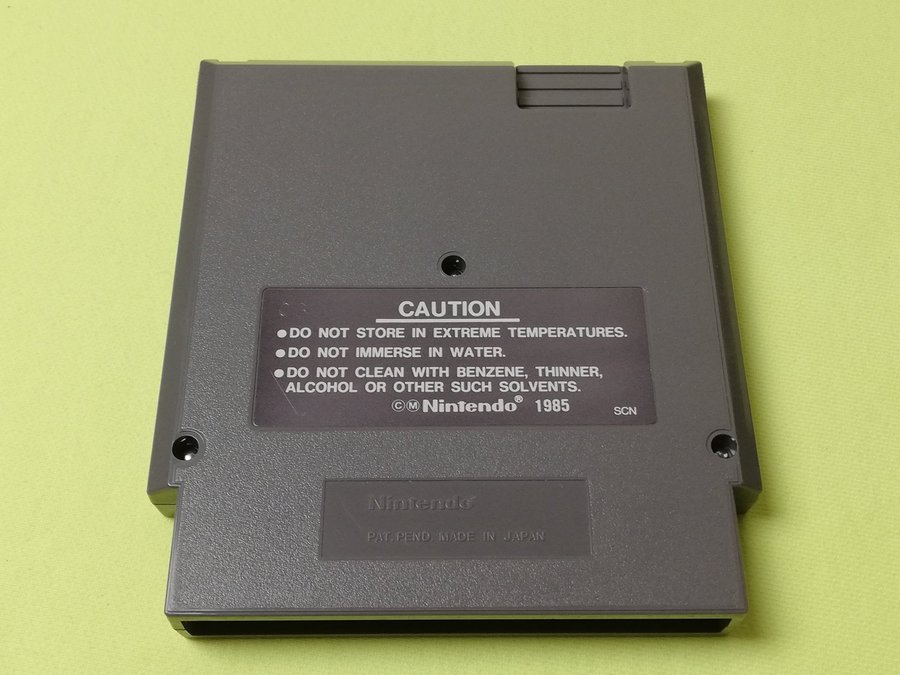 CAUTION
●DO NOT STORE IN EXTREME TEMPERATURES.
●DO NOT IMMERSE IN WATER.
●DO NOT CLEAN WITH BENZENE, THINNER,
ALCOHOL OR OTHER SUCH SOLVENTS.
ⒸⓂNintendo® 1985 SCN
Nintendo®
PAT. PEND. MADE IN JAPAN